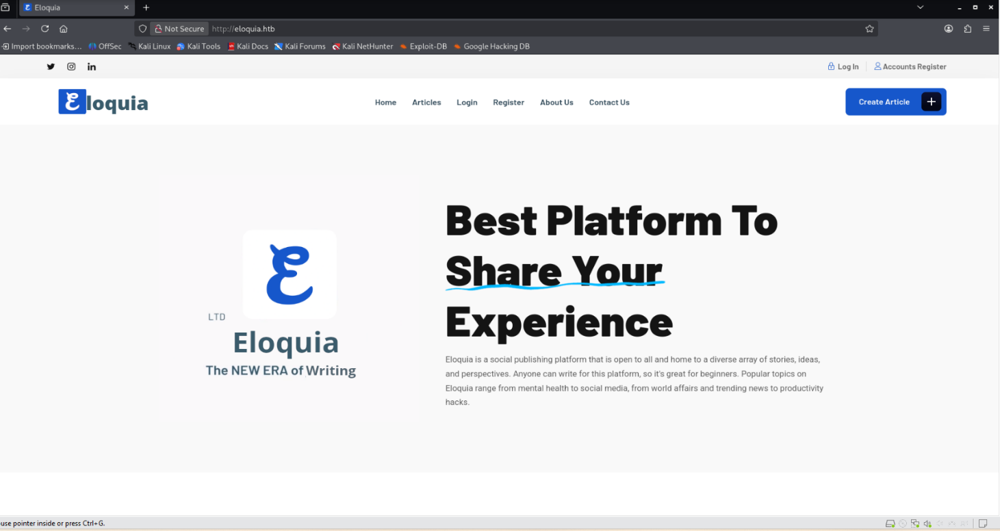 Eloquia
Not Secure http://eloquia.htb
Import bookmarks... OffSec Kali Linux Kali Tools Kali Docs Kali Forums Kali NetHunter Exploit-DB Google Hacking DB
Log In Accounts Register
Eloquia Home Articles Login Register About Us Contact Us Create Article +
Best Platform To
Share Your
Experience
LTD
Eloquia
The NEW ERA of Writing
Eloquia is a social publishing platform that is open to all and home to a diverse array of stories, ideas,
and perspectives. Anyone can write for this platform, so it's great for beginners. Popular topics on
Eloquia range from mental health to social media, from world affairs and trending news to productivity
hacks.
pointer inside or press Ctrl+G.